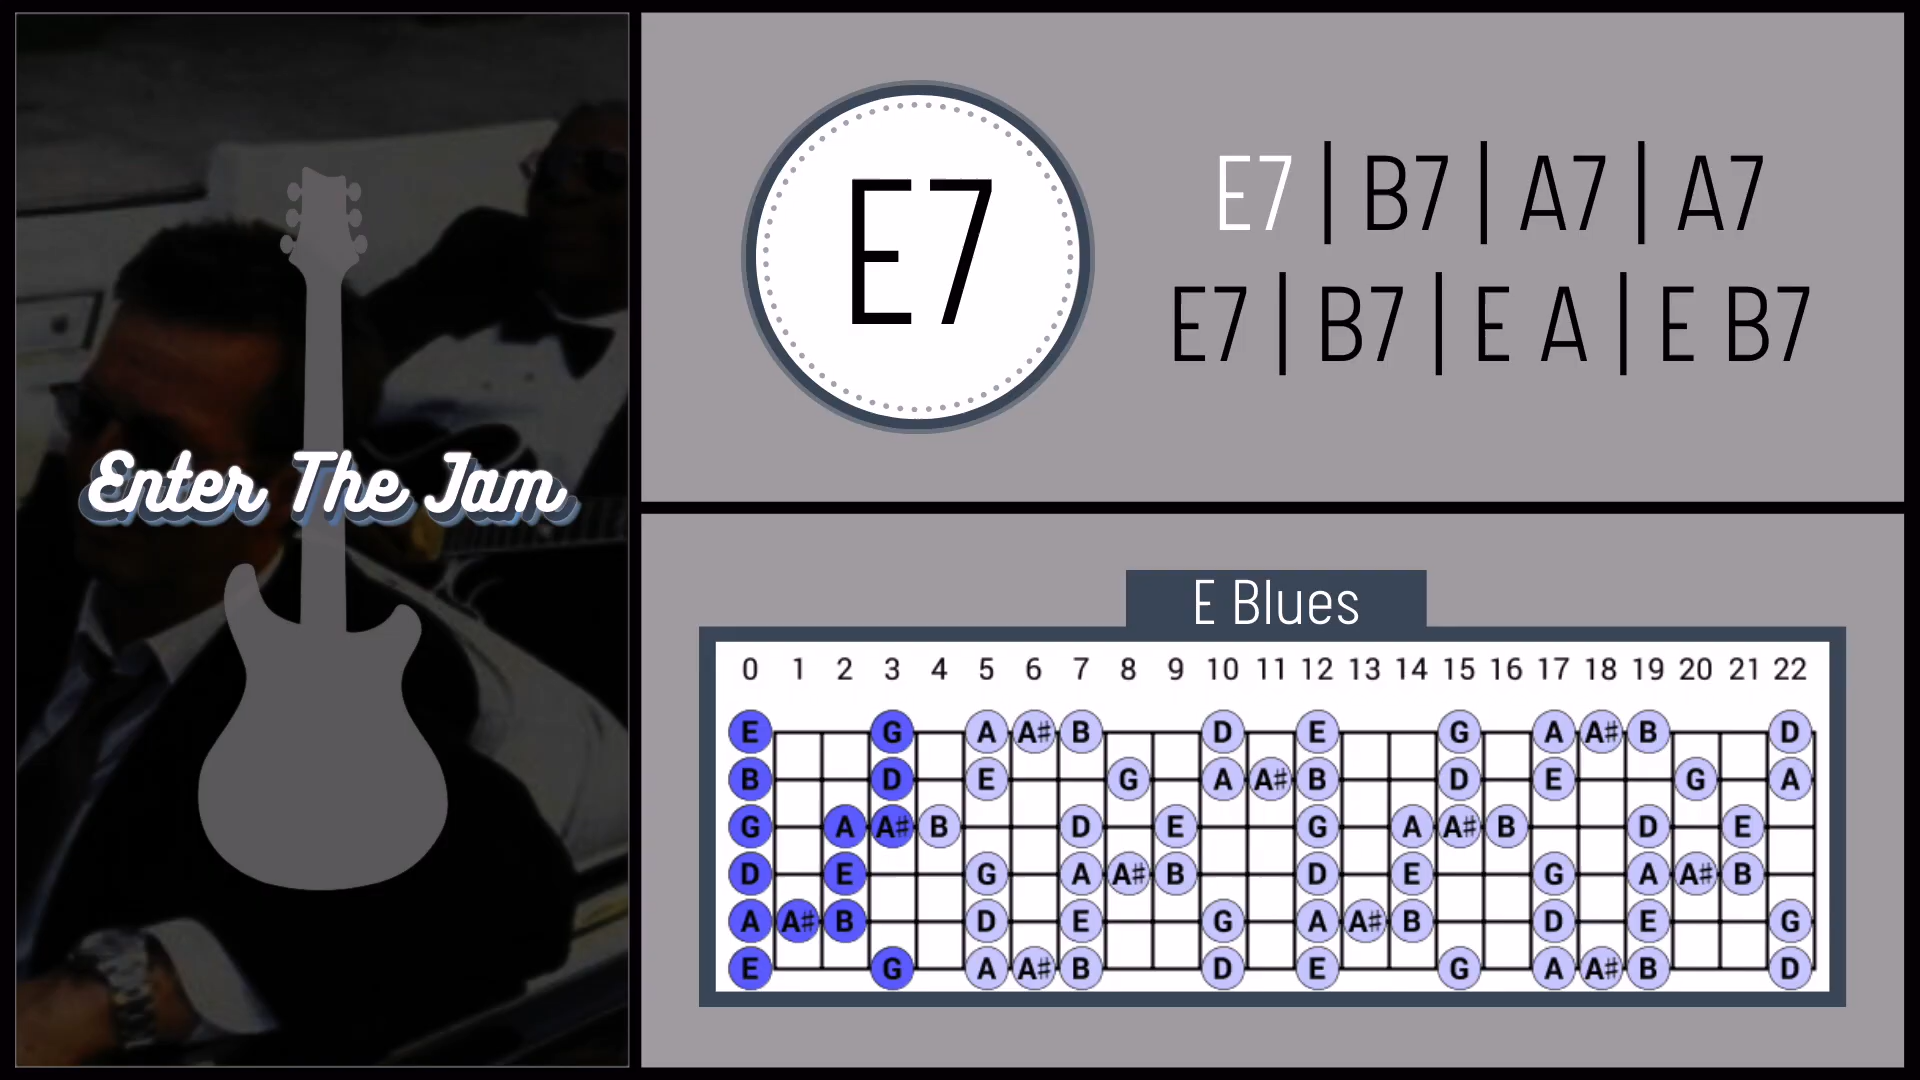 Enter The Jam
E7
E7 | B7 | A7 | A7
E7 | B7 | E A | E B7
E Blues
0 1 2 3 4 5 6 7 8 9 10 11 12 13 14 15 16 17 18 19 20 21 22
E G A A♯ B D E G A A♯ B D
B D E G A A♯ B D E G A
G A A♯ B D E G A A♯ B D E
D E G A A♯ B D E G A A♯ B
A A♯ B D E G A A♯ B D E G
E G A A♯ B D E G A A♯ B D